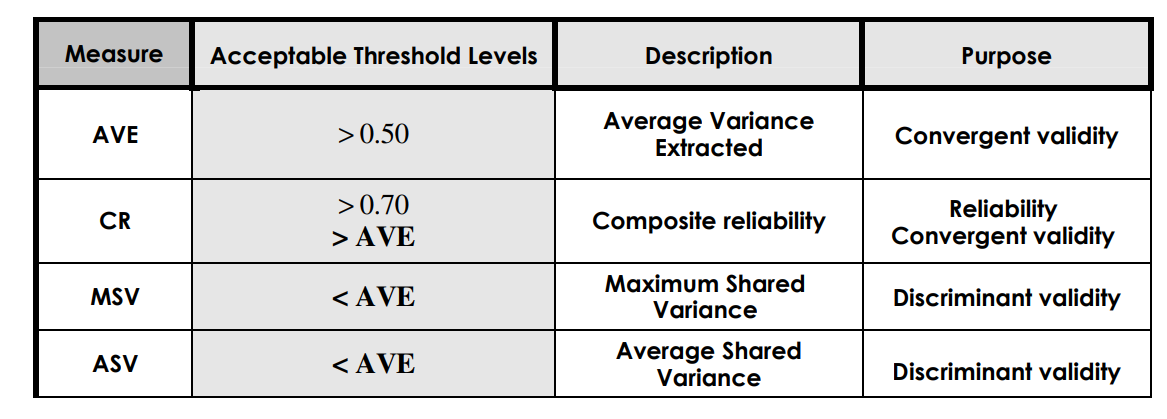 Measure Acceptable Threshold Levels Description Purpose
AVE > 0.50 Average Variance
Extracted Convergent validity
CR > 0.70
> AVE Composite reliability Reliability
Convergent validity
MSV < AVE Maximum Shared
Variance Discriminant validity
ASV < AVE Average Shared
Variance Discriminant validity